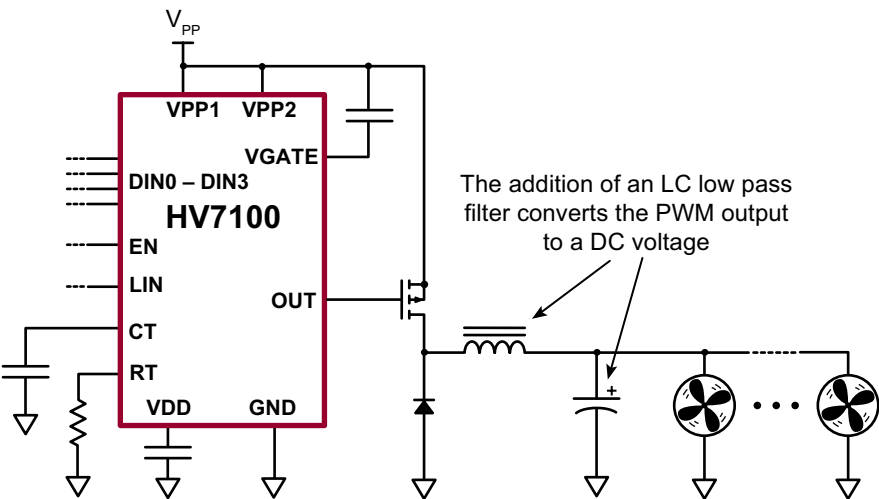 VPP
VPP1 VPP2
VGATE
DIN0 – DIN3
HV7100
EN
LIN
OUT
CT
RT
VDD GND
The addition of an LC low pass
filter converts the PWM output
to a DC voltage
+